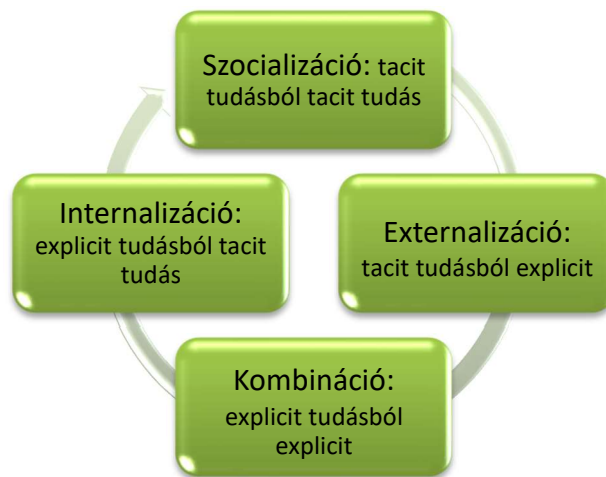 Szocializáció: tacit
tudásból tacit tudás
Externalizáció:
tacit tudásból explicit
Kombináció:
explicit tudásból
explicit
Internalizáció:
explicit tudásból tacit
tudás